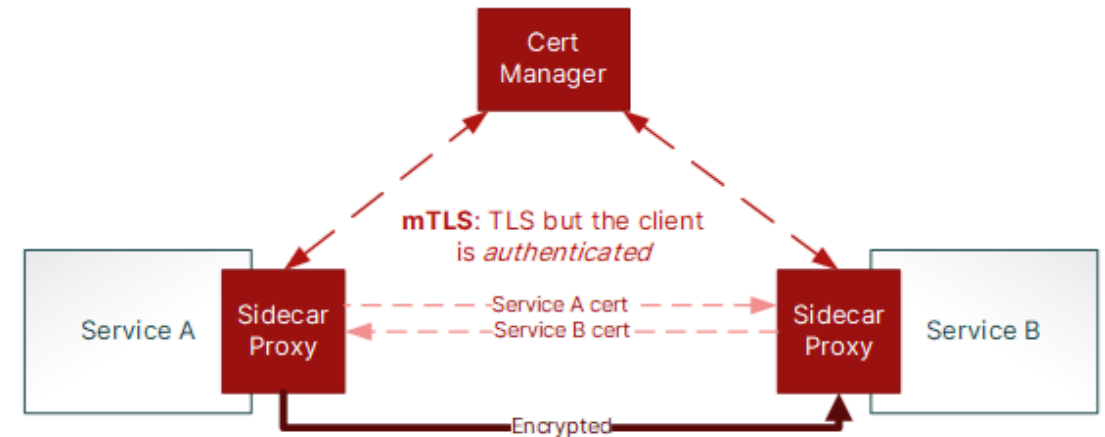 Cert
Manager
mTLS: TLS but the client
is authenticated
Service A
Sidecar
Proxy
Service A cert
Service B cert
Sidecar
Proxy
Service B
Encrypted